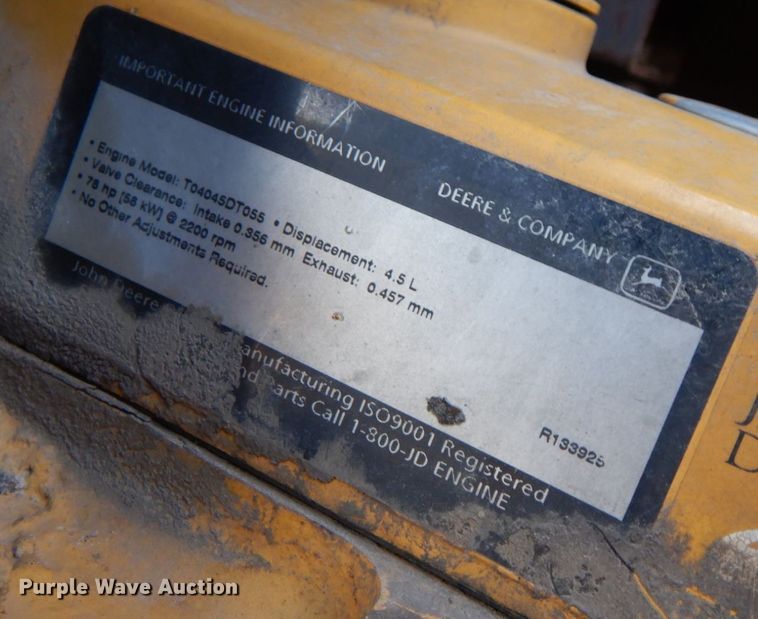 IMPORTANT ENGINE INFORMATION
DEERE & COMPANY
• Engine Model: T04045DT055 • Displacement: 4.5 L
• Valve Clearance: Intake 0.356 mm Exhaust: 0.457 mm
• 78 hp [58 kW] @ 2200 rpm
• No Other Adjustments Required.
R133925
John Deere anufacturing ISO9001 Registered
Parts Call 1-800-JD ENGINE
J
D
Purple Wave Auction